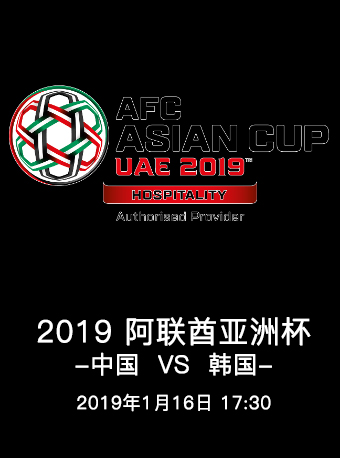 AFC
ASIAN CUP
UAE 2019™
HOSPITALITY
Authorised Provider
2019 阿联酋亚洲杯
-中国 VS 韩国-
2019年1月16日 17:30